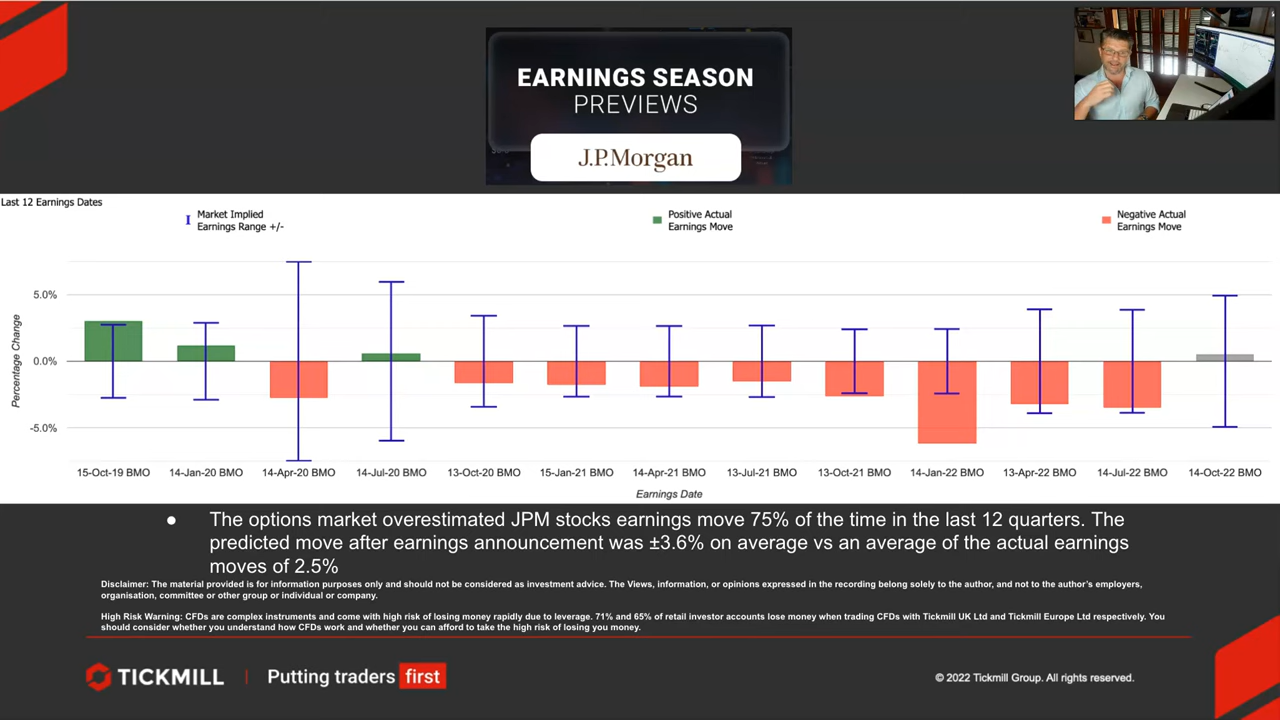 EARNINGS SEASON
PREVIEWS
J.P.Morgan
Last 12 Earnings Dates
Market Implied
Earnings Range +/-
Positive Actual
Earnings Move
Negative Actual
Earnings Move
Percentage Change
5.0%
0.0%
-5.0%
15-Oct-19 BMO
14-Jan-20 BMO
14-Apr-20 BMO
14-Jul-20 BMO
13-Oct-20 BMO
15-Jan-21 BMO
14-Apr-21 BMO
13-Jul-21 BMO
13-Oct-21 BMO
14-Jan-22 BMO
13-Apr-22 BMO
14-Jul-22 BMO
14-Oct-22 BMO
Earnings Date
● The options market overestimated JPM stocks earnings move 75% of the time in the last 12 quarters. The
predicted move after earnings announcement was ±3.6% on average vs an average of the actual earnings
moves of 2.5%
Disclaimer: The material provided is for information purposes only and should not be considered as investment advice. The Views, information, or opinions expressed in the recording belong solely to the author, and not to the author's employers,
organisation, committee or other group or individual or company.
High Risk Warning: CFDs are complex instruments and come with high risk of losing money rapidly due to leverage. 71% and 65% of retail investor accounts lose money when trading CFDs with Tickmill UK Ltd and Tickmill Europe Ltd respectively. You
should consider whether you understand how CFDs work and whether you can afford to take the high risk of losing you money.
TICKMILL | Putting traders first
© 2022 Tickmill Group. All rights reserved.